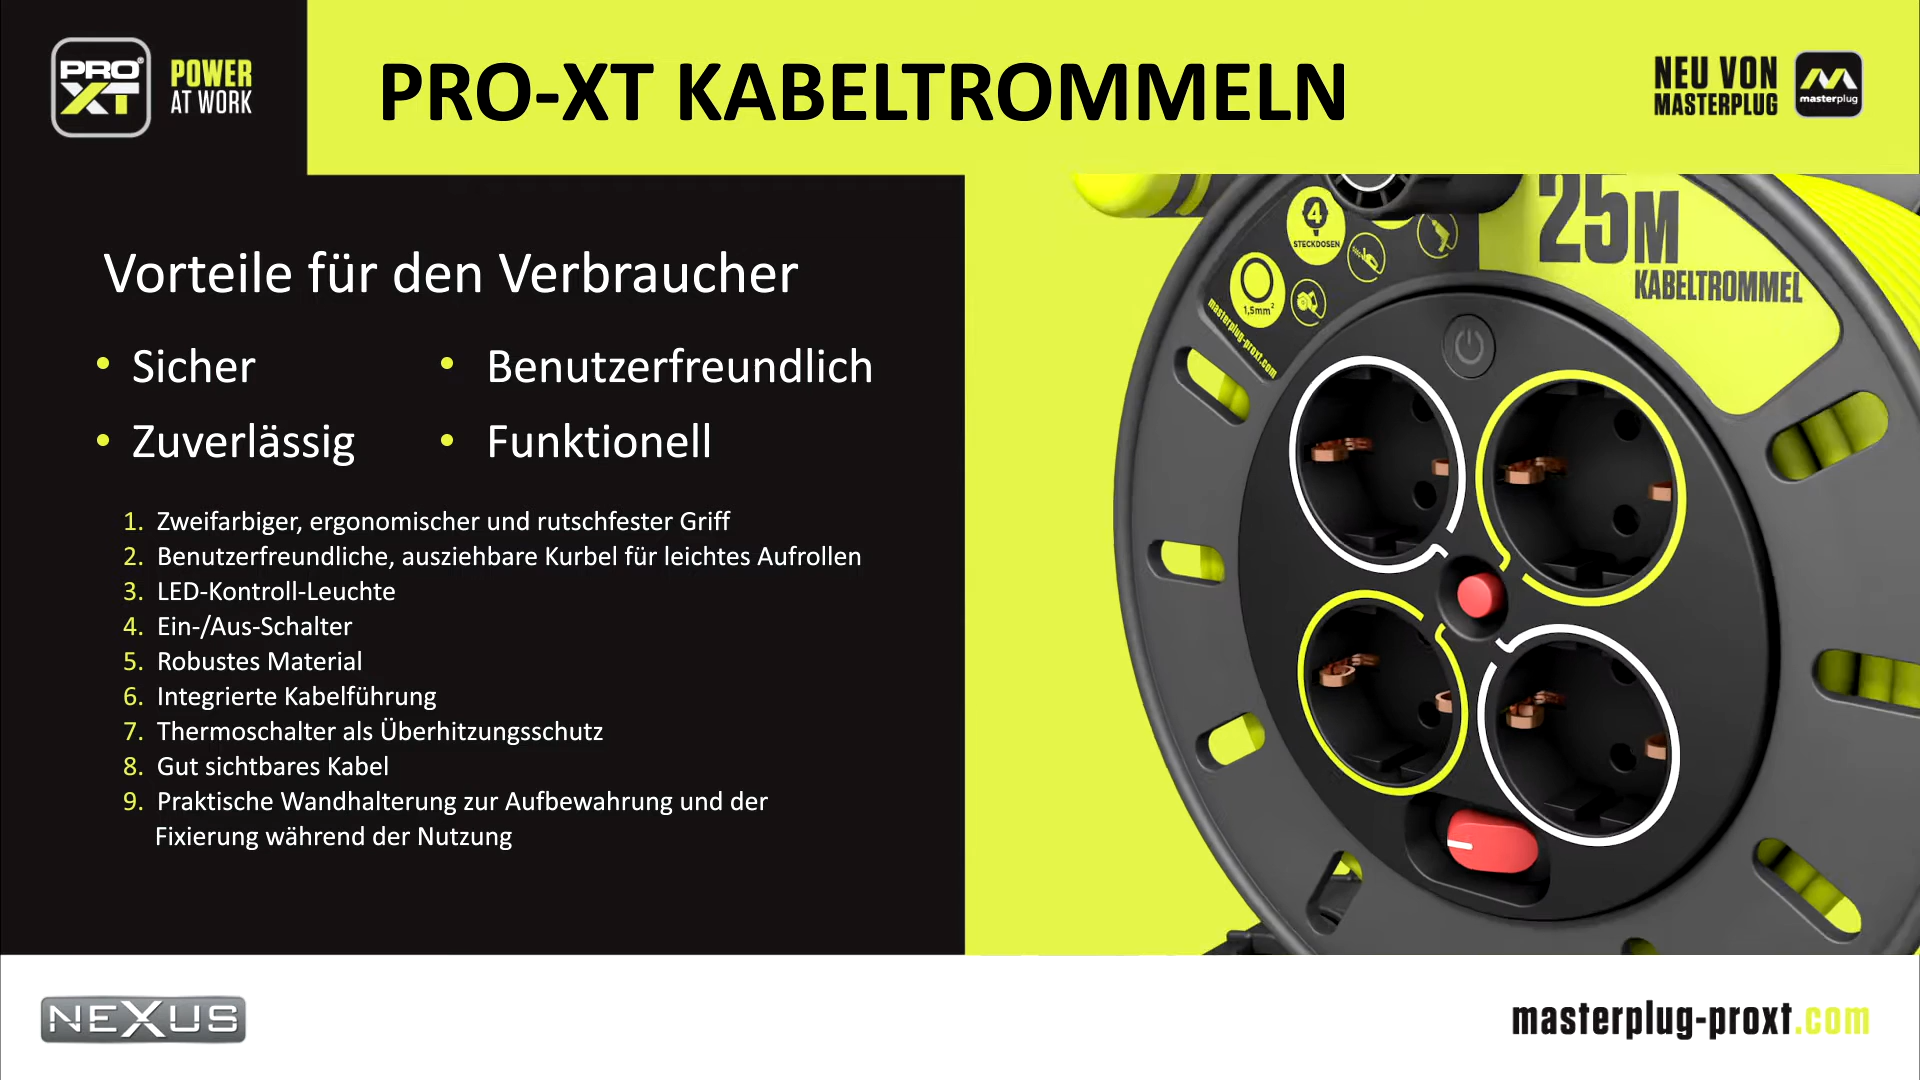 PRO
XT
POWER
AT WORK
PRO-XT KABELTROMMELN
NEU VON
MASTERPLUG
masterplug
Vorteile für den Verbraucher
• Sicher
• Benutzerfreundlich
• Zuverlässig
• Funktionell
1. Zweifarbiger, ergonomischer und rutschfester Griff
2. Benutzerfreundliche, ausziehbare Kurbel für leichtes Aufrollen
3. LED-Kontroll-Leuchte
4. Ein-/Aus-Schalter
5. Robustes Material
6. Integrierte Kabelführung
7. Thermoschalter als Überhitzungsschutz
8. Gut sichtbares Kabel
9. Praktische Wandhalterung zur Aufbewahrung und der
Fixierung während der Nutzung
4
STECKDOSEN
1,5mm²
masterplug-proxt.com
25M
KABELTROMMEL
NEXUS
masterplug-proxt.com